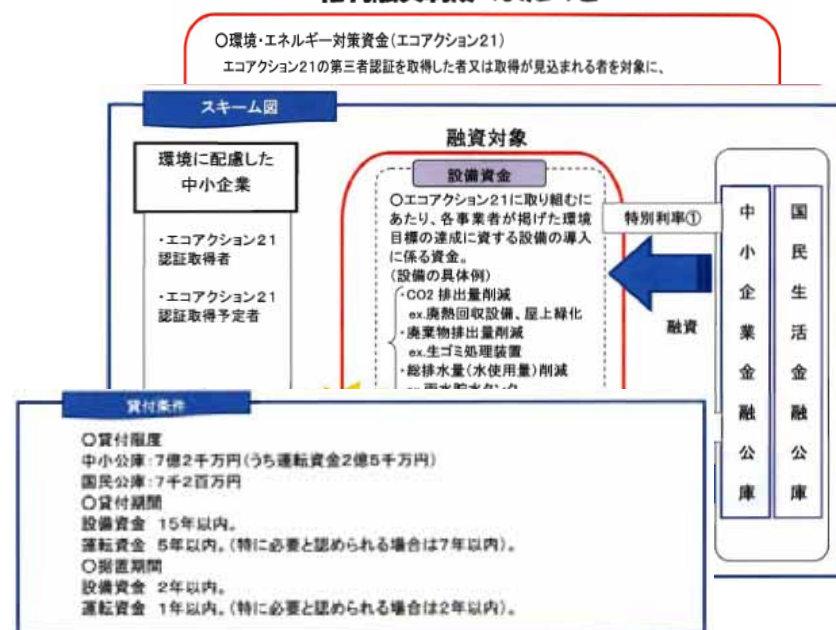 〇環境・エネルギー対策資金(エコアクション21)
エコアクション21の第三者認証を取得した者又は取得が見込まれる者を対象に、
スキーム図
融資対象
環境に配慮した
中小企業
・エコアクション21
認証取得者
・エコアクション21
認証取得予定者
設備資金
〇エコアクション21に取り組むに
あたり、各事業者が掲げた環境
目標の達成に資する設備の導入
に係る資金。
(設備の具体例)
・CO2 排出量削減
ex.廃熱回収設備、屋上緑化
・廃棄物排出量削減
ex.生ゴミ処理装置
・総排水量(水使用量)削減
特別利率①
融資
中小企業金融公庫
国民生活金融公庫
貸付条件
〇貸付限度
中小公庫:7億2千万円(うち運転資金2億5千万円)
国民公庫:7千2百万円
〇貸付期間
設備資金 15年以内。
運転資金 5年以内。(特に必要と認められる場合は7年以内)。
〇据置期間
設備資金 2年以内。
運転資金 1年以内。(特に必要と認められる場合は2年以内)。